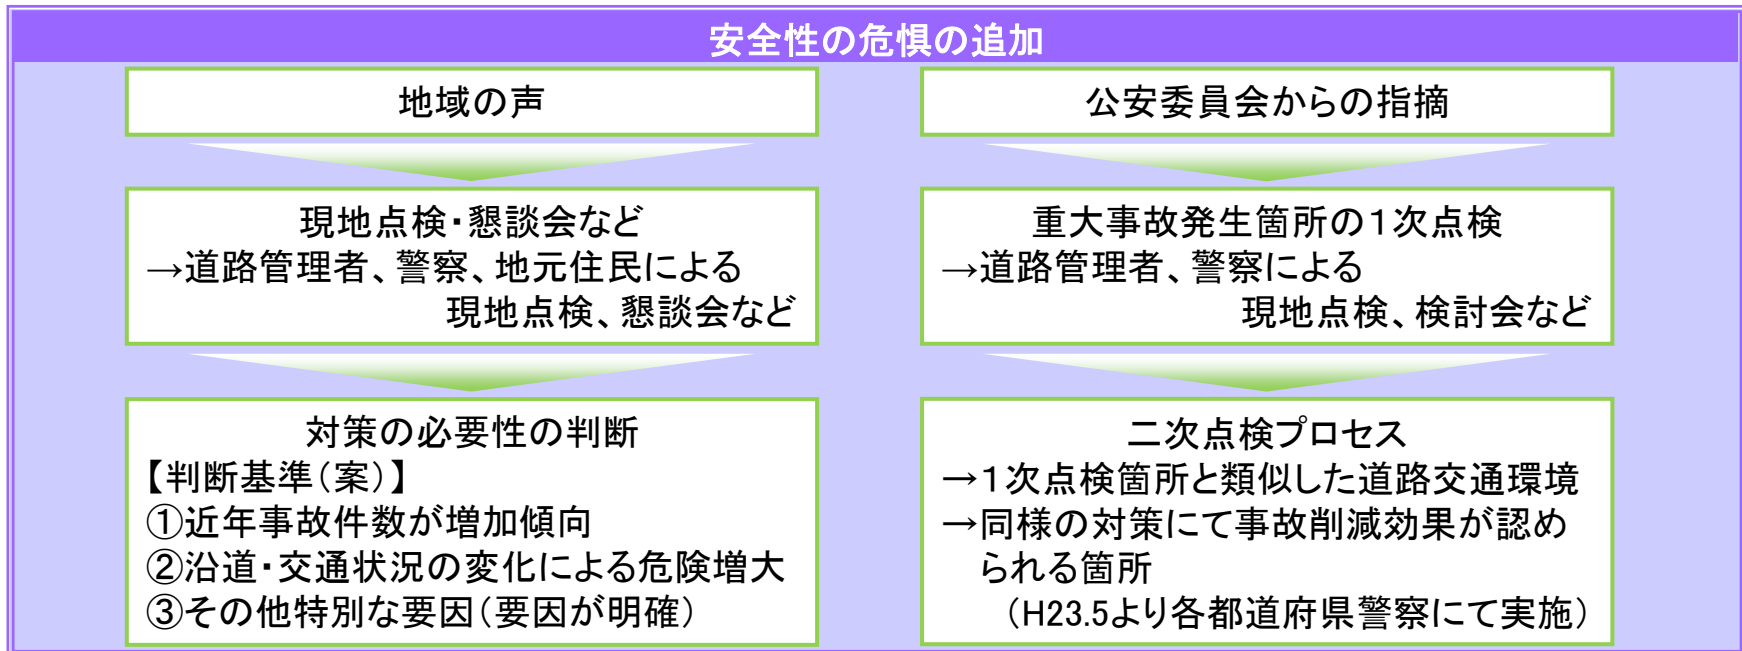 安全性の危惧の追加
地域の声
現地点検・懇談会など
→道路管理者、警察、地元住民による
現地点検、懇談会など
対策の必要性の判断
【判断基準（案）】
①近年事故件数が増加傾向
②沿道・交通状況の変化による危険増大
③その他特別な要因（要因が明確）
公安委員会からの指摘
重大事故発生箇所の１次点検
→道路管理者、警察による
現地点検、検討会など
二次点検プロセス
→１次点検箇所と類似した道路交通環境
→同様の対策にて事故削減効果が認め
られる箇所
（H23.5より各都道府県警察にて実施）